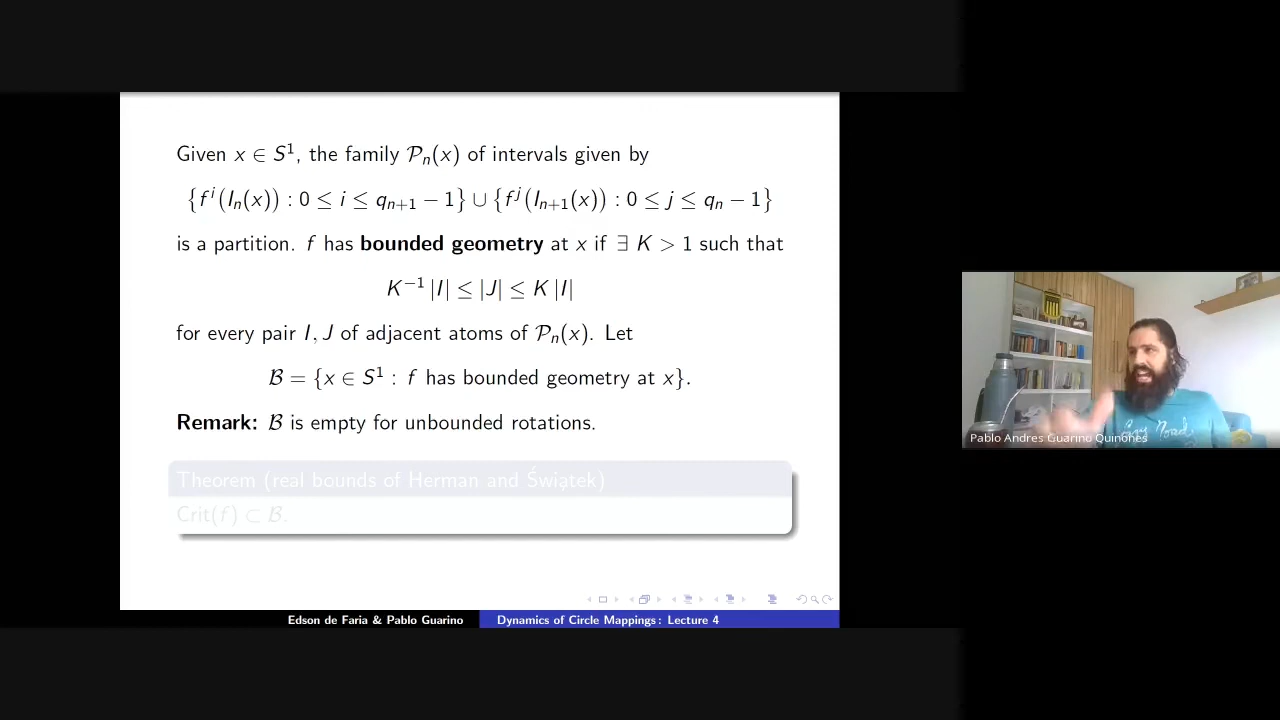 Given x ∈ S¹, the family 𝒫ₙ(x) of intervals given by
{fⁱ(Iₙ(x)) : 0 ≤ i ≤ qₙ₊₁ − 1} ∪ {fʲ(Iₙ₊₁(x)) : 0 ≤ j ≤ qₙ − 1}
is a partition. f has bounded geometry at x if ∃ K > 1 such that
K⁻¹ |I| ≤ |J| ≤ K |I|
for every pair I, J of adjacent atoms of 𝒫ₙ(x). Let
ℬ = {x ∈ S¹ : f has bounded geometry at x}.
Remark: ℬ is empty for unbounded rotations.
Theorem (real bounds of Herman and Świątek)
Crit(f) ⊂ ℬ.
Edson de Faria & Pablo Guarino
Dynamics of Circle Mappings: Lecture 4
Pablo Andres Guarino Quinones